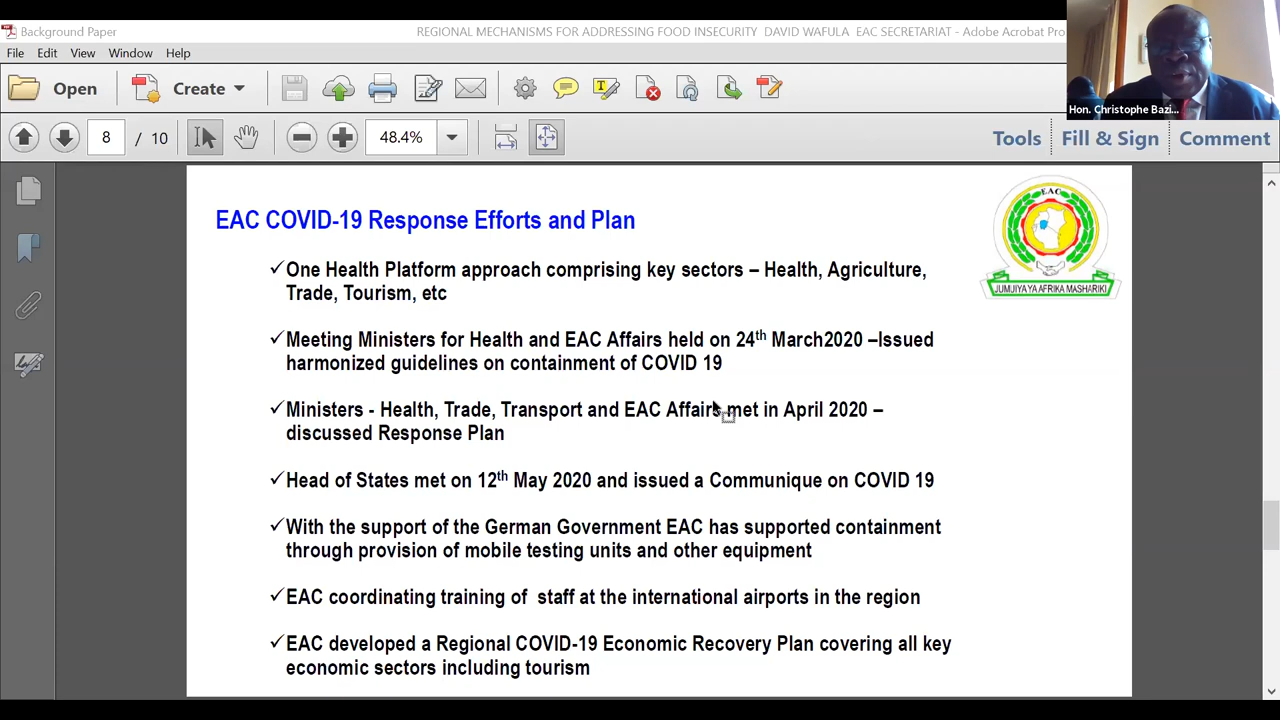 Background Paper
REGIONAL MECHANISMS FOR ADDRESSING FOOD INSECURITY DAVID WAFULA EAC SECRETARIAT - Adobe Acrobat Pro
File Edit View Window Help
Open Create
8 / 10 48.4% Tools Fill & Sign Comment
Hon. Christophe Bazi...
EAC COVID-19 Response Efforts and Plan
EAC
JUMUIYA YA AFRIKA MASHARIKI
✓One Health Platform approach comprising key sectors – Health, Agriculture,
Trade, Tourism, etc
✓Meeting Ministers for Health and EAC Affairs held on 24th March2020 –Issued
harmonized guidelines on containment of COVID 19
✓Ministers - Health, Trade, Transport and EAC Affairs met in April 2020 –
discussed Response Plan
✓Head of States met on 12th May 2020 and issued a Communique on COVID 19
✓With the support of the German Government EAC has supported containment
through provision of mobile testing units and other equipment
✓EAC coordinating training of staff at the international airports in the region
✓EAC developed a Regional COVID-19 Economic Recovery Plan covering all key
economic sectors including tourism